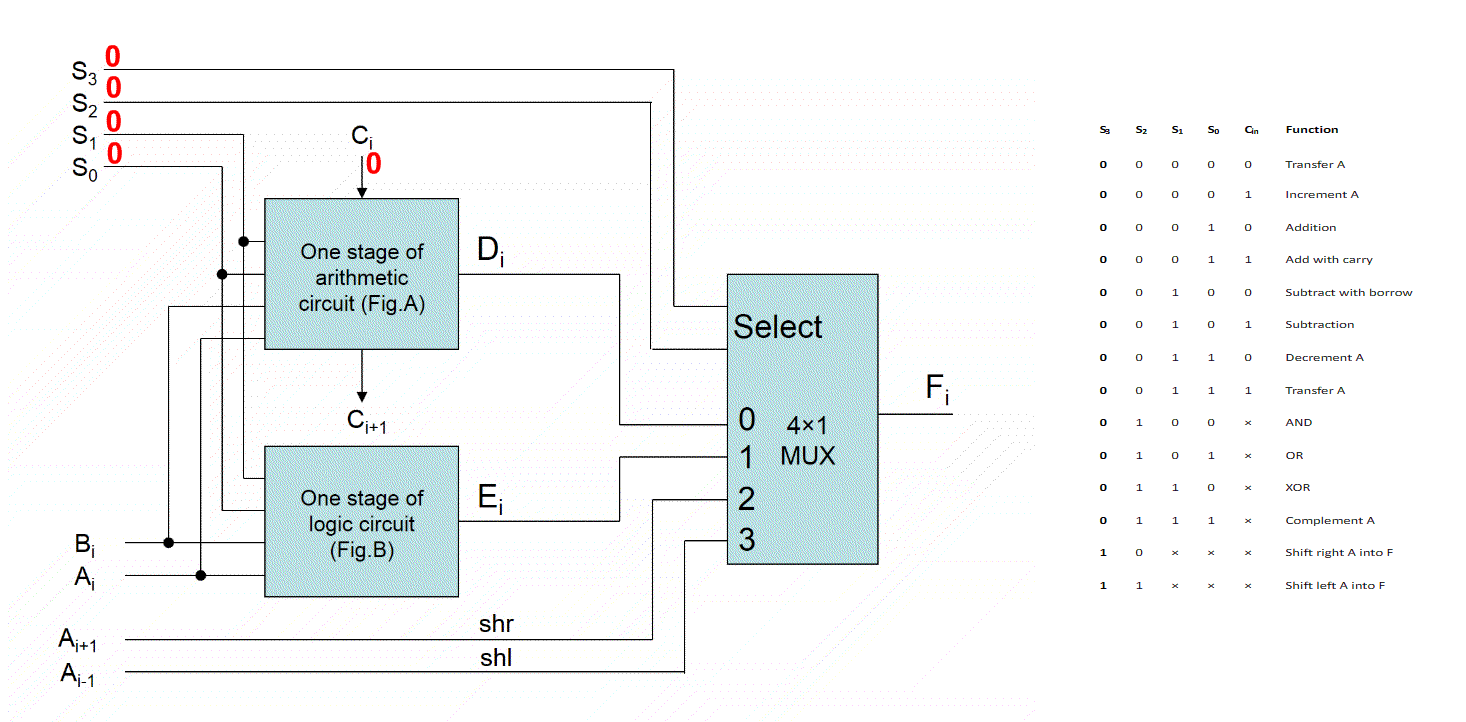 S3 0
S2 0
S1 0
S0 0
Ci
0
One stage of
arithmetic
circuit (Fig.A)
Di
Ci+1
One stage of
logic circuit
(Fig.B)
Ei
Bi
Ai
Ai+1
shr
Ai-1
shl
Select
0
1
2
3
4×1
MUX
Fi
S3 S2 S1 S0 Cin Function
0 0 0 0 0 Transfer A
0 0 0 0 1 Increment A
0 0 0 1 0 Addition
0 0 0 1 1 Add with carry
0 0 1 0 0 Subtract with borrow
0 0 1 0 1 Subtraction
0 0 1 1 0 Decrement A
0 0 1 1 1 Transfer A
0 1 0 0 × AND
0 1 0 1 × OR
0 1 1 0 × XOR
0 1 1 1 × Complement A
1 0 × × × Shift right A into F
1 1 × × × Shift left A into F